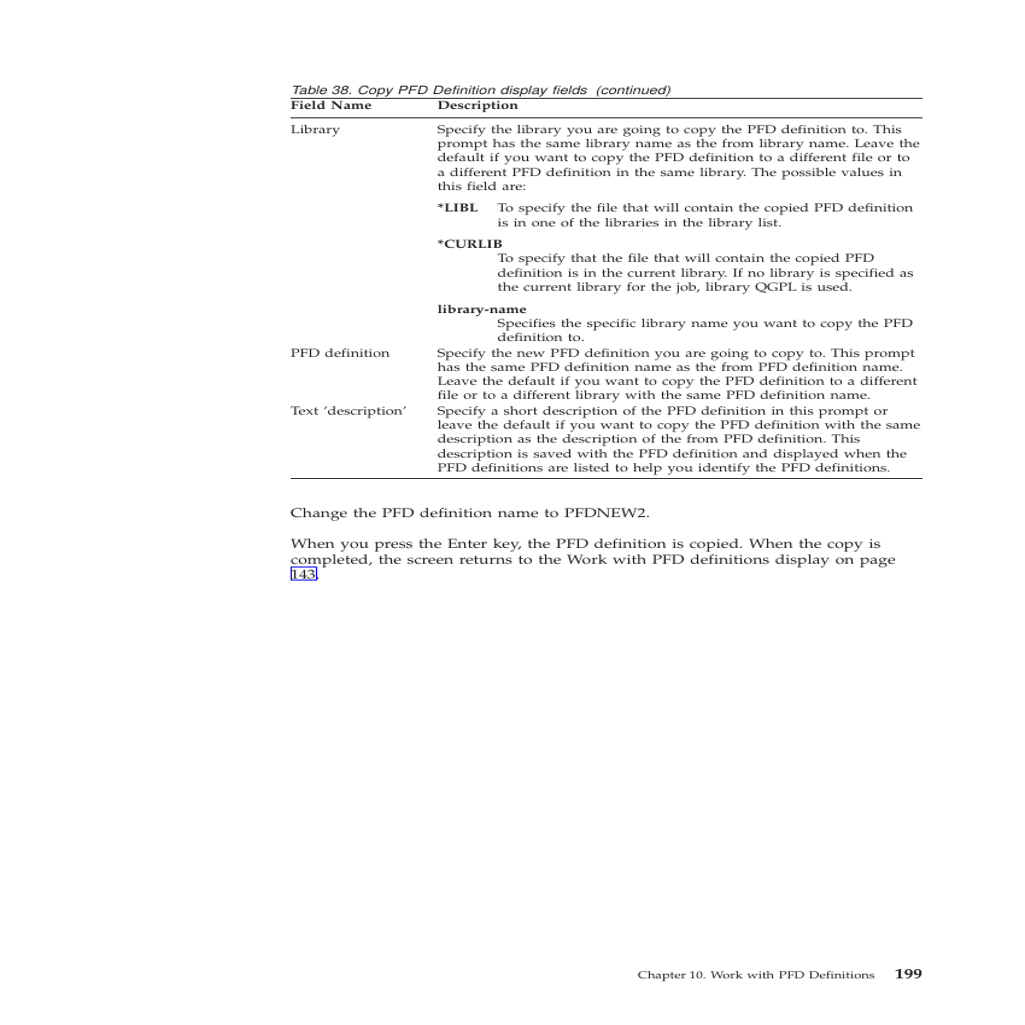 Table 38. Copy PFD Definition display fields (continued)
Field Name Description
Library Specify the library you are going to copy the PFD definition to. This
prompt has the same library name as the from library name. Leave the
default if you want to copy the PFD definition to a different file or to
a different PFD definition in the same library. The possible values in
this field are:
*LIBL To specify the file that will contain the copied PFD definition
is in one of the libraries in the library list.
*CURLIB
To specify that the file that will contain the copied PFD
definition is in the current library. If no library is specified as
the current library for the job, library QGPL is used.
library-name
Specifies the specific library name you want to copy the PFD
definition to.
PFD definition Specify the new PFD definition you are going to copy to. This prompt
has the same PFD definition name as the from PFD definition name.
Leave the default if you want to copy the PFD definition to a different
file or to a different library with the same PFD definition name.
Text ‘description’ Specify a short description of the PFD definition in this prompt or
leave the default if you want to copy the PFD definition with the same
description as the description of the from PFD definition. This
description is saved with the PFD definition and displayed when the
PFD definitions are listed to help you identify the PFD definitions.
Change the PFD definition name to PFDNEW2.
When you press the Enter key, the PFD definition is copied. When the copy is
completed, the screen returns to the Work with PFD definitions display on page
143.
Chapter 10. Work with PFD Definitions 199